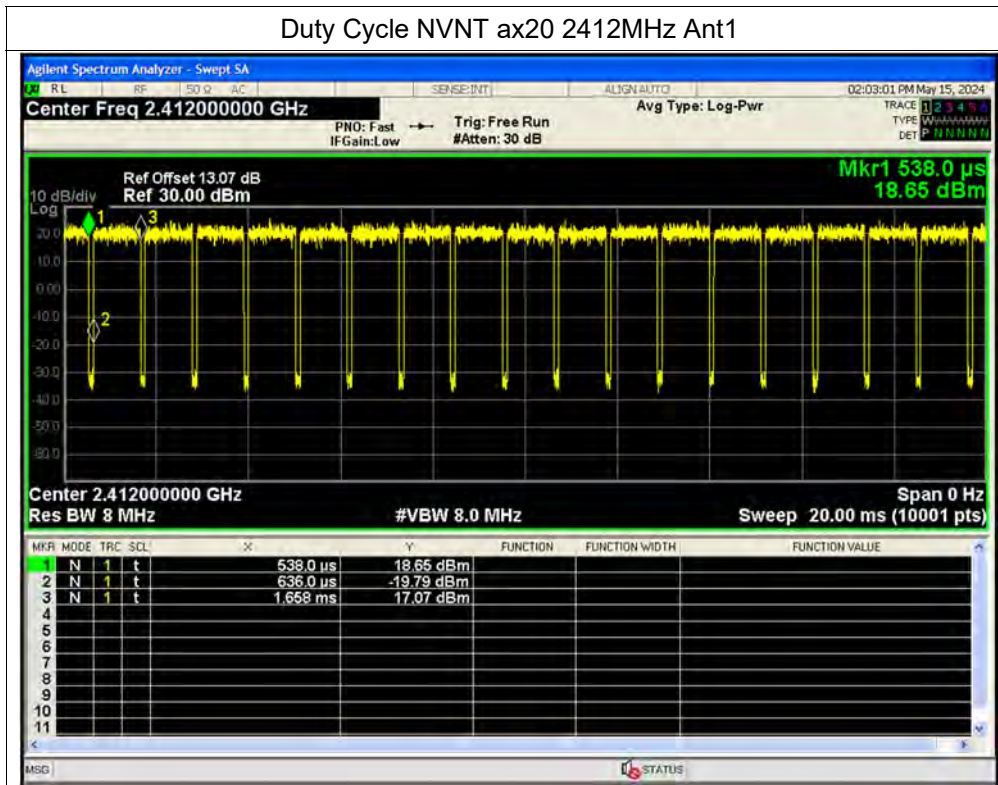 Duty Cycle NVNT ax20 2412MHz Ant1
Agilent Spectrum Analyzer - Swept SA
RL RF 50 Ω AC SENSE:INT ALIGN AUTO 02:03:01 PM May 15, 2024
Center Freq 2.412000000 GHz Avg Type: Log-Pwr TRACE 1 2 3 4 5 6
PNO: Fast Trig: Free Run TYPE W
IFGain:Low #Atten: 30 dB DET P N N N N N
Mkr1 538.0 µs
Ref Offset 13.07 dB
10 dB/div Ref 30.00 dBm 18.65 dBm
Log
1 3
20.0
10.0
0.00
-10.0
2
-20.0
-30.0
-40.0
-50.0
-60.0
Center 2.412000000 GHz Span 0 Hz
Res BW 8 MHz #VBW 8.0 MHz Sweep 20.00 ms (10001 pts)
MKR MODE TRC SCL X Y FUNCTION FUNCTION WIDTH FUNCTION VALUE
1 N 1 t 538.0 µs 18.65 dBm
2 N 1 t 636.0 µs -19.79 dBm
3 N 1 t 1.658 ms 17.07 dBm
4
5
6
7
8
9
10
11
MSG STATUS